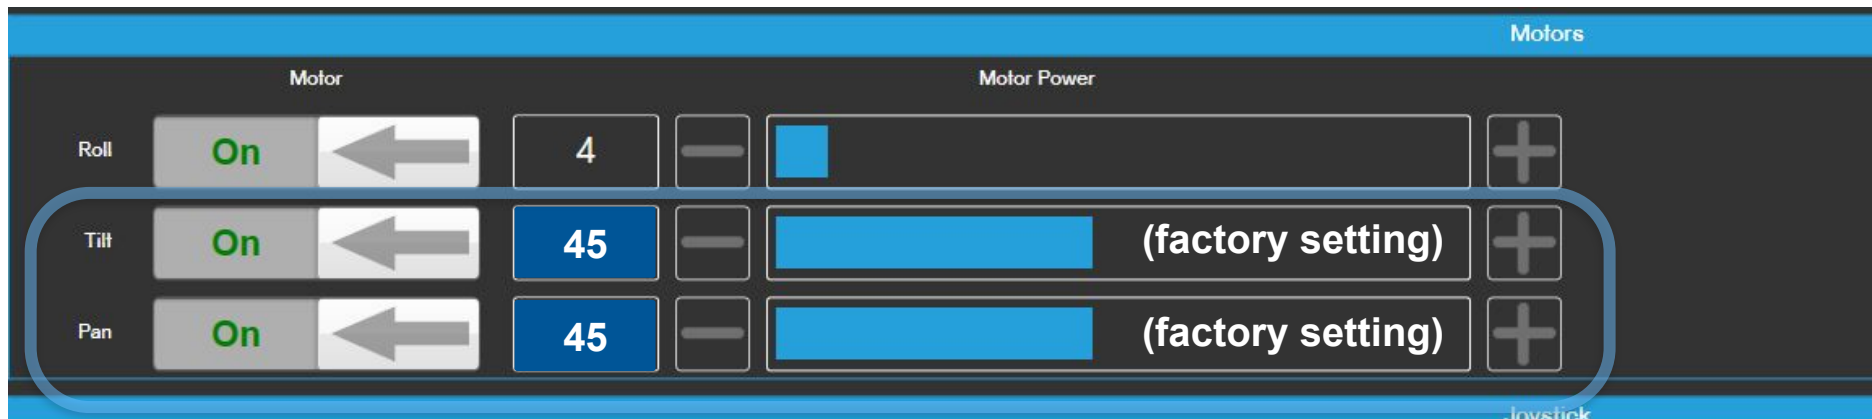 Motors
Motor Motor Power
Roll On 4
Tilt On 45 (factory setting)
Pan On 45 (factory setting)
Joystick